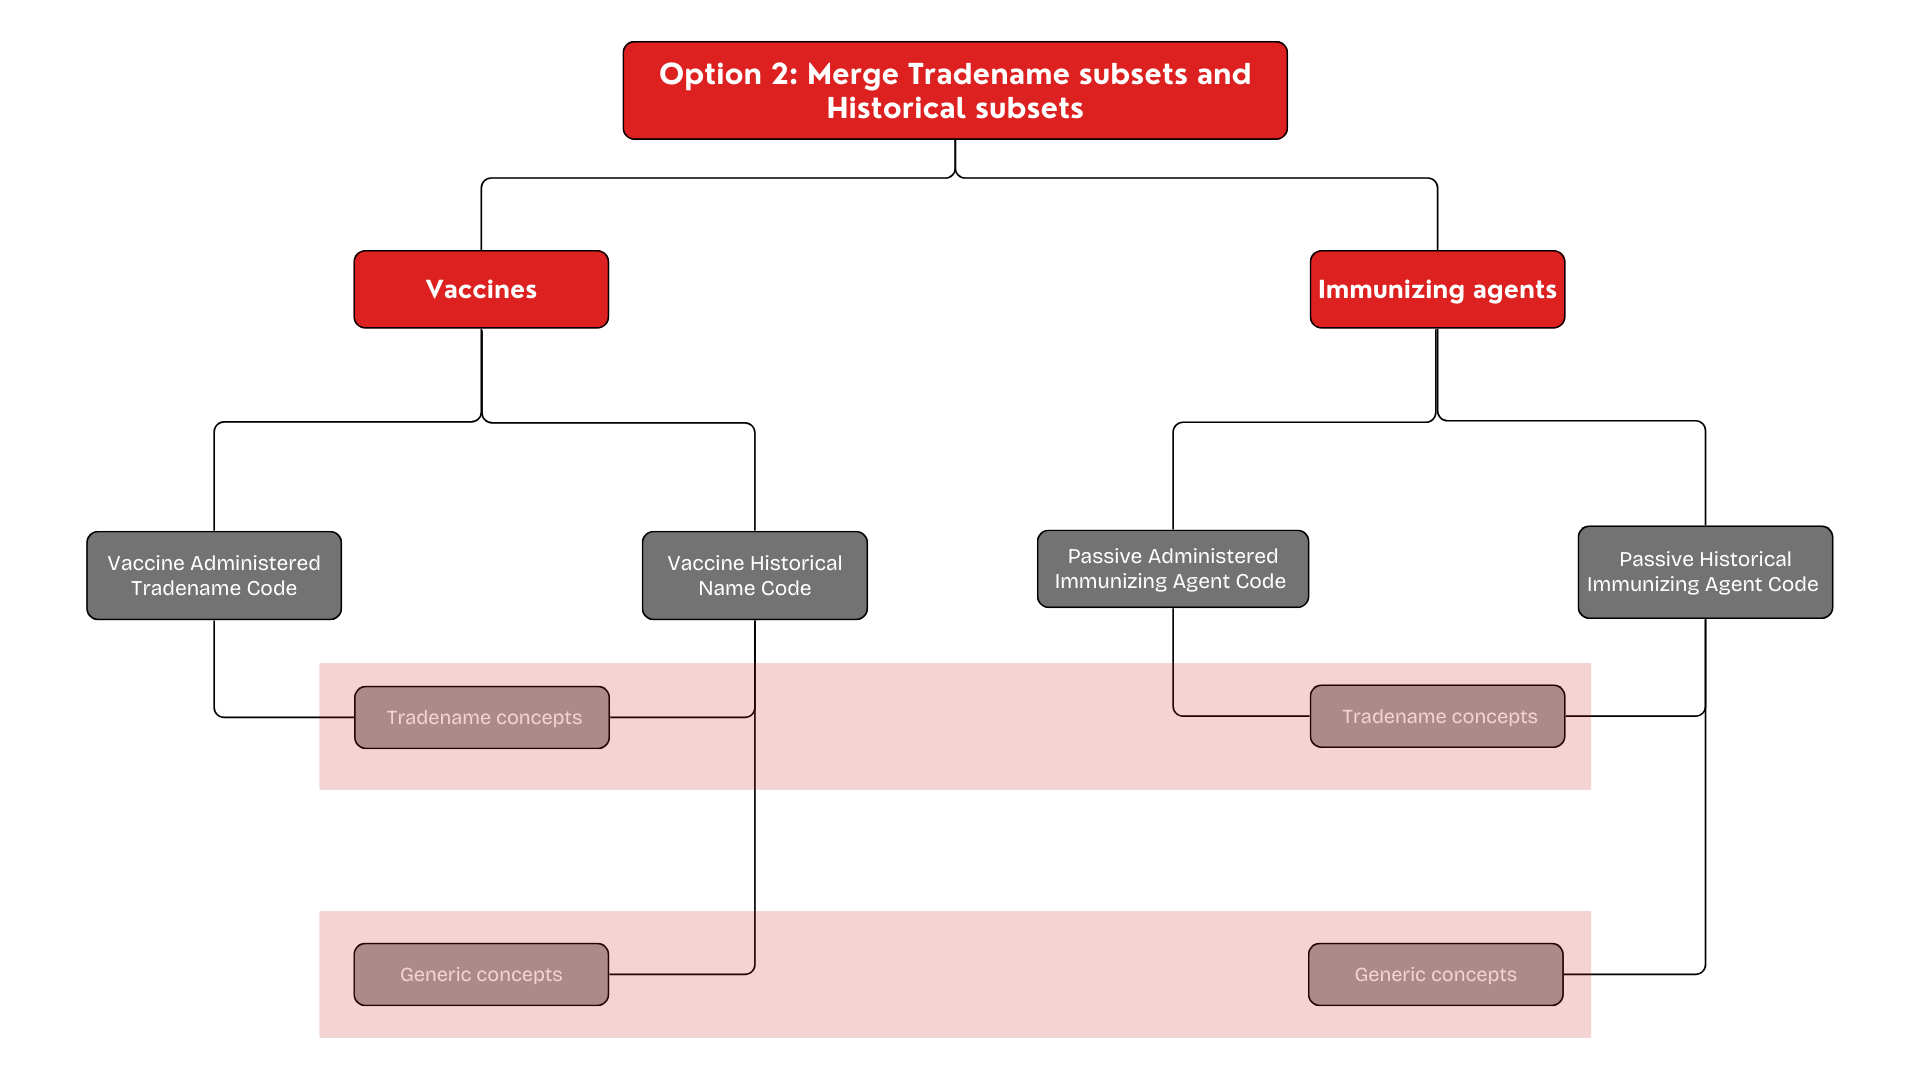 Option 2: Merge Tradename subsets and
Historical subsets
Vaccines
Immunizing agents
Vaccine Administered
Tradename Code
Vaccine Historical
Name Code
Passive Administered
Immunizing Agent Code
Passive Historical
Immunizing Agent Code
Tradename concepts
Tradename concepts
Generic concepts
Generic concepts